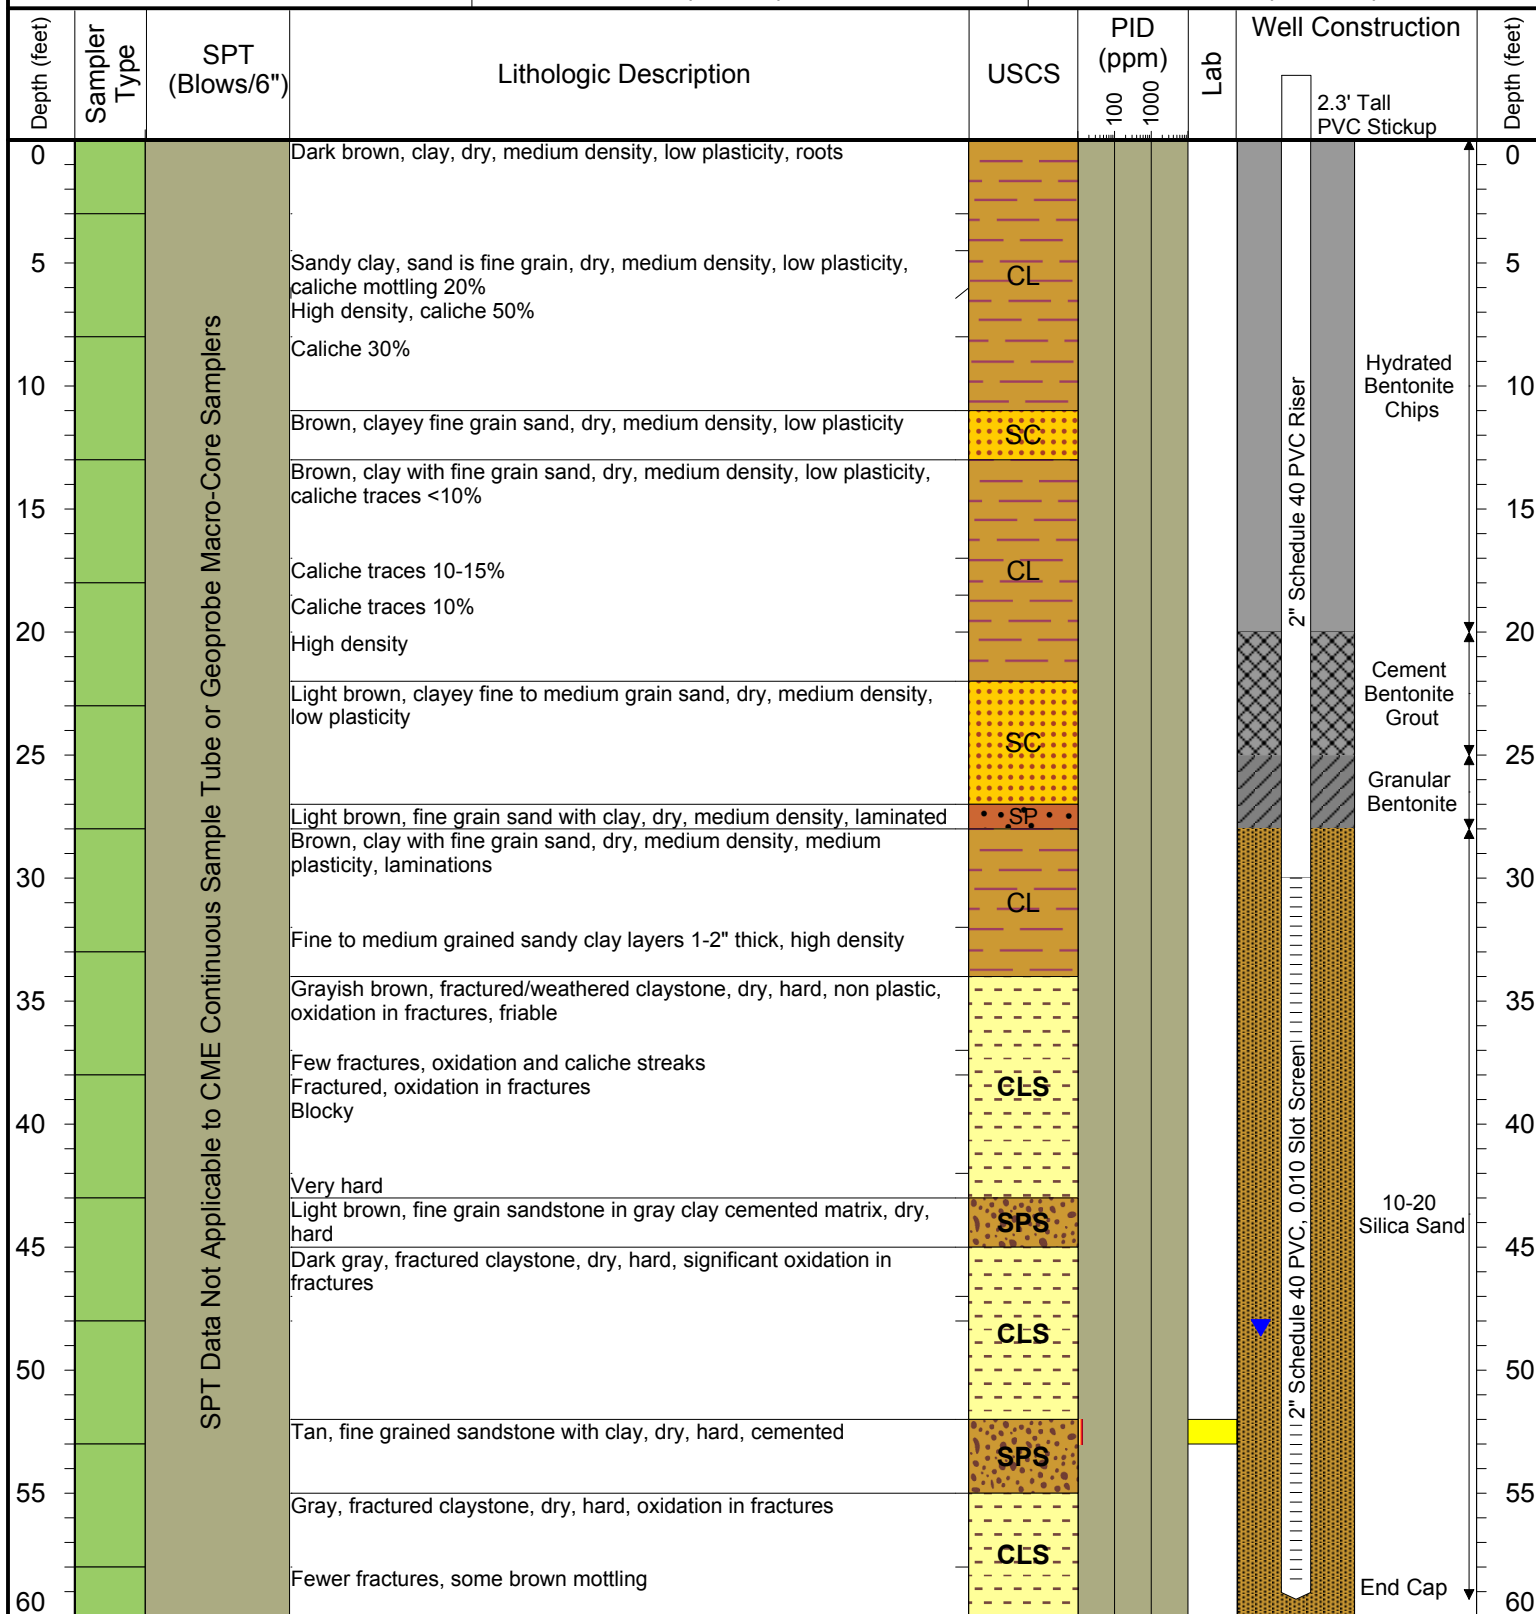 Depth (feet)
Sampler
Type
SPT
(Blows/6")
Lithologic Description
USCS
PID
(ppm)
100
1000
Lab
Well Construction
2.3' Tall
PVC Stickup
Depth (feet)
0
5
10
15
20
25
30
35
40
45
50
55
60
SPT Data Not Applicable to CME Continuous Sample Tube or Geoprobe Macro-Core Samplers
Dark brown, clay, dry, medium density, low plasticity, roots
Sandy clay, sand is fine grain, dry, medium density, low plasticity,
caliche mottling 20%
High density, caliche 50%
Caliche 30%
Brown, clayey fine grain sand, dry, medium density, low plasticity
Brown, clay with fine grain sand, dry, medium density, low plasticity,
caliche traces <10%
Caliche traces 10-15%
Caliche traces 10%
High density
Light brown, clayey fine to medium grain sand, dry, medium density,
low plasticity
Light brown, fine grain sand with clay, dry, medium density, laminated
Brown, clay with fine grain sand, dry, medium density, medium
plasticity, laminations
Fine to medium grained sandy clay layers 1-2" thick, high density
Grayish brown, fractured/weathered claystone, dry, hard, non plastic,
oxidation in fractures, friable
Few fractures, oxidation and caliche streaks
Fractured, oxidation in fractures
Blocky
Very hard
Light brown, fine grain sandstone in gray clay cemented matrix, dry,
hard
Dark gray, fractured claystone, dry, hard, significant oxidation in
fractures
Tan, fine grained sandstone with clay, dry, hard, cemented
Gray, fractured claystone, dry, hard, oxidation in fractures
Fewer fractures, some brown mottling
CL
SC
CL
SC
SP
CL
CLS
SPS
CLS
SPS
CLS
2" Schedule 40 PVC Riser
2" Schedule 40 PVC, 0.010 Slot Screen
Hydrated
Bentonite
Chips
Cement
Bentonite
Grout
Granular
Bentonite
10-20
Silica Sand
End Cap
0
5
10
15
20
25
30
35
40
45
50
55
60